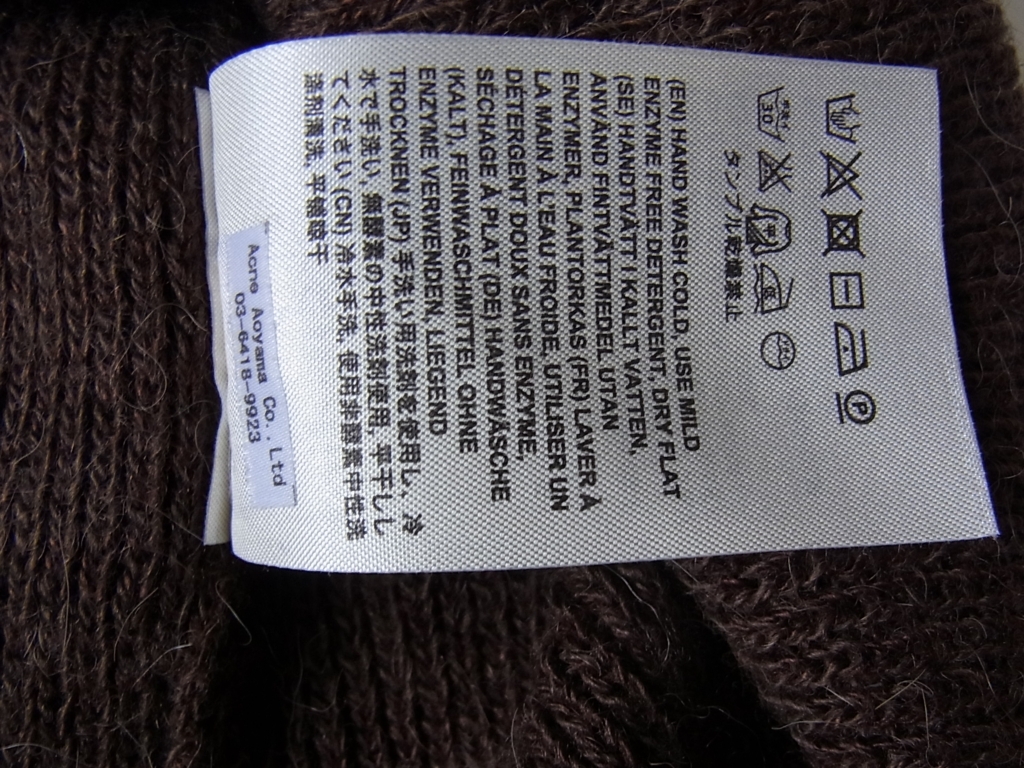 手洗イ
30
タンブル乾燥禁止
P
(EN) HAND WASH COLD, USE MILD
ENZYME FREE DETERGENT. DRY FLAT
(SE) HANDTVÄTT I KALLT VATTEN,
ANVÄND FINTVÄTTMEDEL UTAN
ENZYMER, PLANTORKAS (FR) LAVER À
LA MAIN À L'EAU FROIDE, UTILISER UN
DÉTERGENT DOUX SANS ENZYME,
SÉCHAGE À PLAT (DE) HANDWÄSCHE
(KALT), FEINWASCHMITTEL OHNE
ENZYME VERWENDEN, LIEGEND
TROCKNEN (JP) 手洗い用洗剤を使用し、冷
水で手洗い, 無酵素の中性洗剤使用, 平干しし
てください (CN) 冷水手洗, 使用非酵素中性洗
涤剂清洗, 平铺晾干
Acne Aoyama Co., Ltd
03-6418-9923